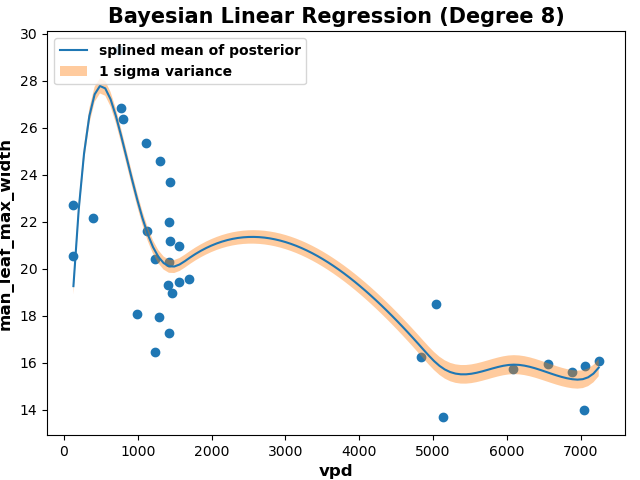 Bayesian Linear Regression (Degree 8)
splined mean of posterior
1 sigma variance
man_leaf_max_width
30
28
26
24
22
20
18
16
14
0 1000 2000 3000 4000 5000 6000 7000
vpd